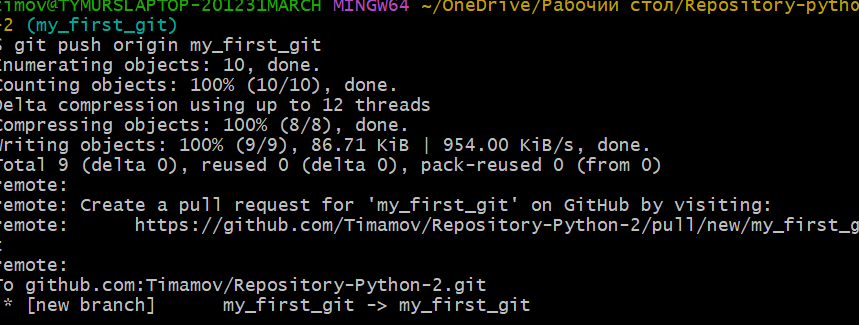 timov@TYMURSLAPTOP-201231MARCH MINGW64 ~/OneDrive/Рабочий стол/Repository-pytho
-2 (my_first_git)
$ git push origin my_first_git
Enumerating objects: 10, done.
Counting objects: 100% (10/10), done.
Delta compression using up to 12 threads
Compressing objects: 100% (8/8), done.
Writing objects: 100% (9/9), 86.71 KiB | 954.00 KiB/s, done.
Total 9 (delta 0), reused 0 (delta 0), pack-reused 0 (from 0)
remote:
remote: Create a pull request for 'my_first_git' on GitHub by visiting:
remote:      https://github.com/Timamov/Repository-Python-2/pull/new/my_first_g
t
remote:
To github.com:Timamov/Repository-Python-2.git
 * [new branch]      my_first_git -> my_first_git